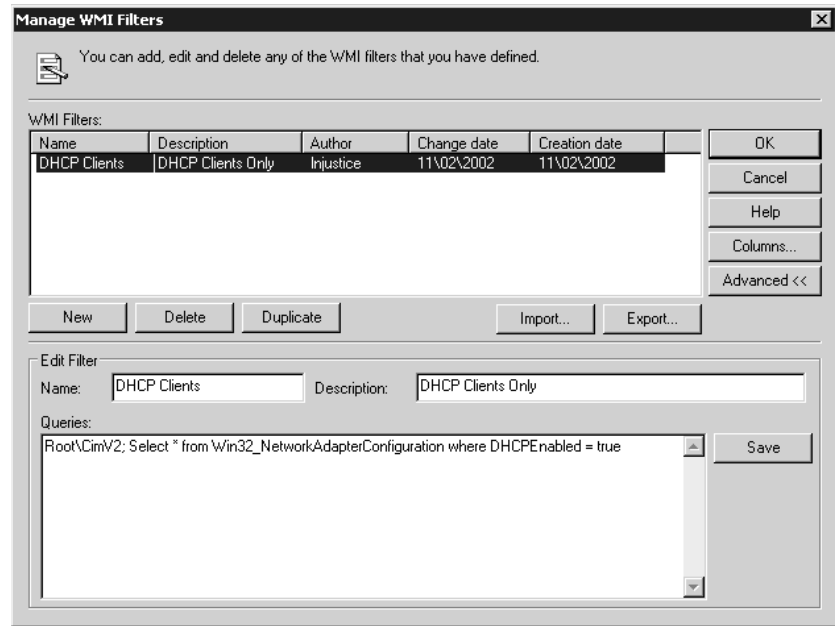 Manage WMI Filters
You can add, edit and delete any of the WMI filters that you have defined.
WMI Filters:
Name Description Author Change date Creation date
DHCP Clients DHCP Clients Only Injustice 11\02\2002 11\02\2002
OK
Cancel
Help
Columns...
Advanced <<
New Delete Duplicate Import... Export...
Edit Filter
Name: DHCP Clients Description: DHCP Clients Only
Queries:
Root\CimV2; Select * from Win32_NetworkAdapterConfiguration where DHCPEnabled = true
Save